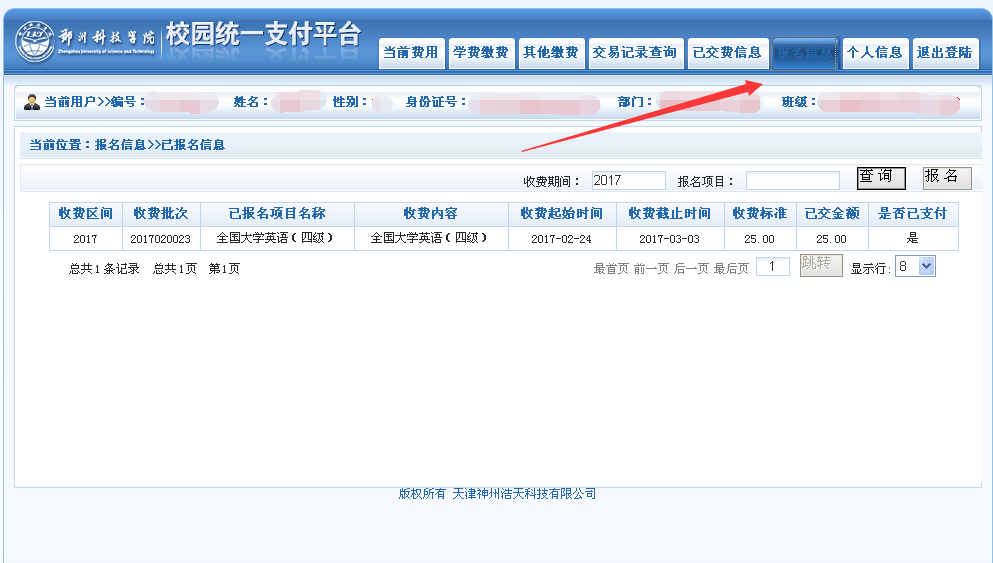 郑州科技学院
Zhengzhou University of Science and Technology
校园统一支付平台
当前费用 学费缴费 其他缴费 交易记录查询 已交费信息 报名信息 个人信息 退出登陆
当前用户>>编号： 姓名： 性别： 身份证号： 部门： 班级：
当前位置：报名信息>>已报名信息
收费期间： 2017 报名项目： 查询 报名
收费区间 收费批次 已报名项目名称 收费内容 收费起始时间 收费截止时间 收费标准 已交金额 是否已支付
2017 2017020023 全国大学英语（四级） 全国大学英语（四级） 2017-02-24 2017-03-03 25.00 25.00 是
总共1条记录 总共1页 第1页 最首页 前一页 后一页 最后页 1 跳转 显示行: 8
版权所有 天津神州浩天科技有限公司